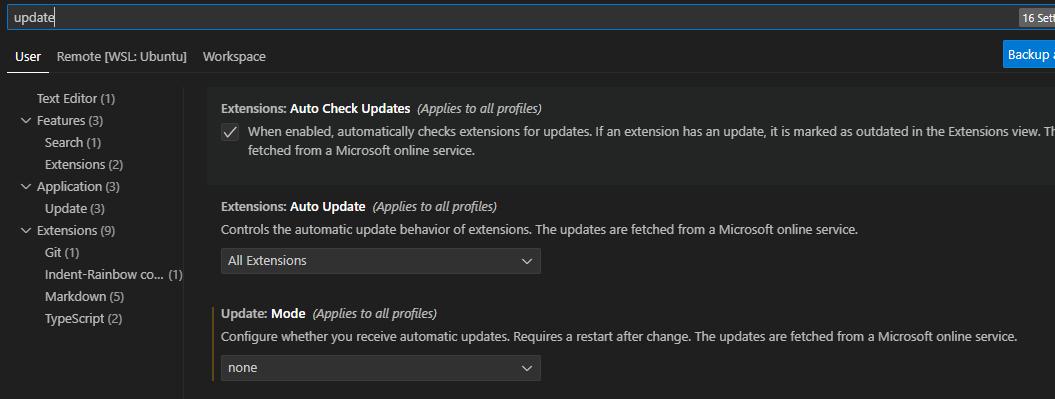 update
16 Sett
User
Remote [WSL: Ubuntu]
Workspace
Backup a
Text Editor (1)
Features (3)
Search (1)
Extensions (2)
Application (3)
Update (3)
Extensions (9)
Git (1)
Indent-Rainbow co... (1)
Markdown (5)
TypeScript (2)
Extensions: Auto Check Updates (Applies to all profiles)
When enabled, automatically checks extensions for updates. If an extension has an update, it is marked as outdated in the Extensions view. Th
fetched from a Microsoft online service.
Extensions: Auto Update (Applies to all profiles)
Controls the automatic update behavior of extensions. The updates are fetched from a Microsoft online service.
All Extensions
Update: Mode (Applies to all profiles)
Configure whether you receive automatic updates. Requires a restart after change. The updates are fetched from a Microsoft online service.
none